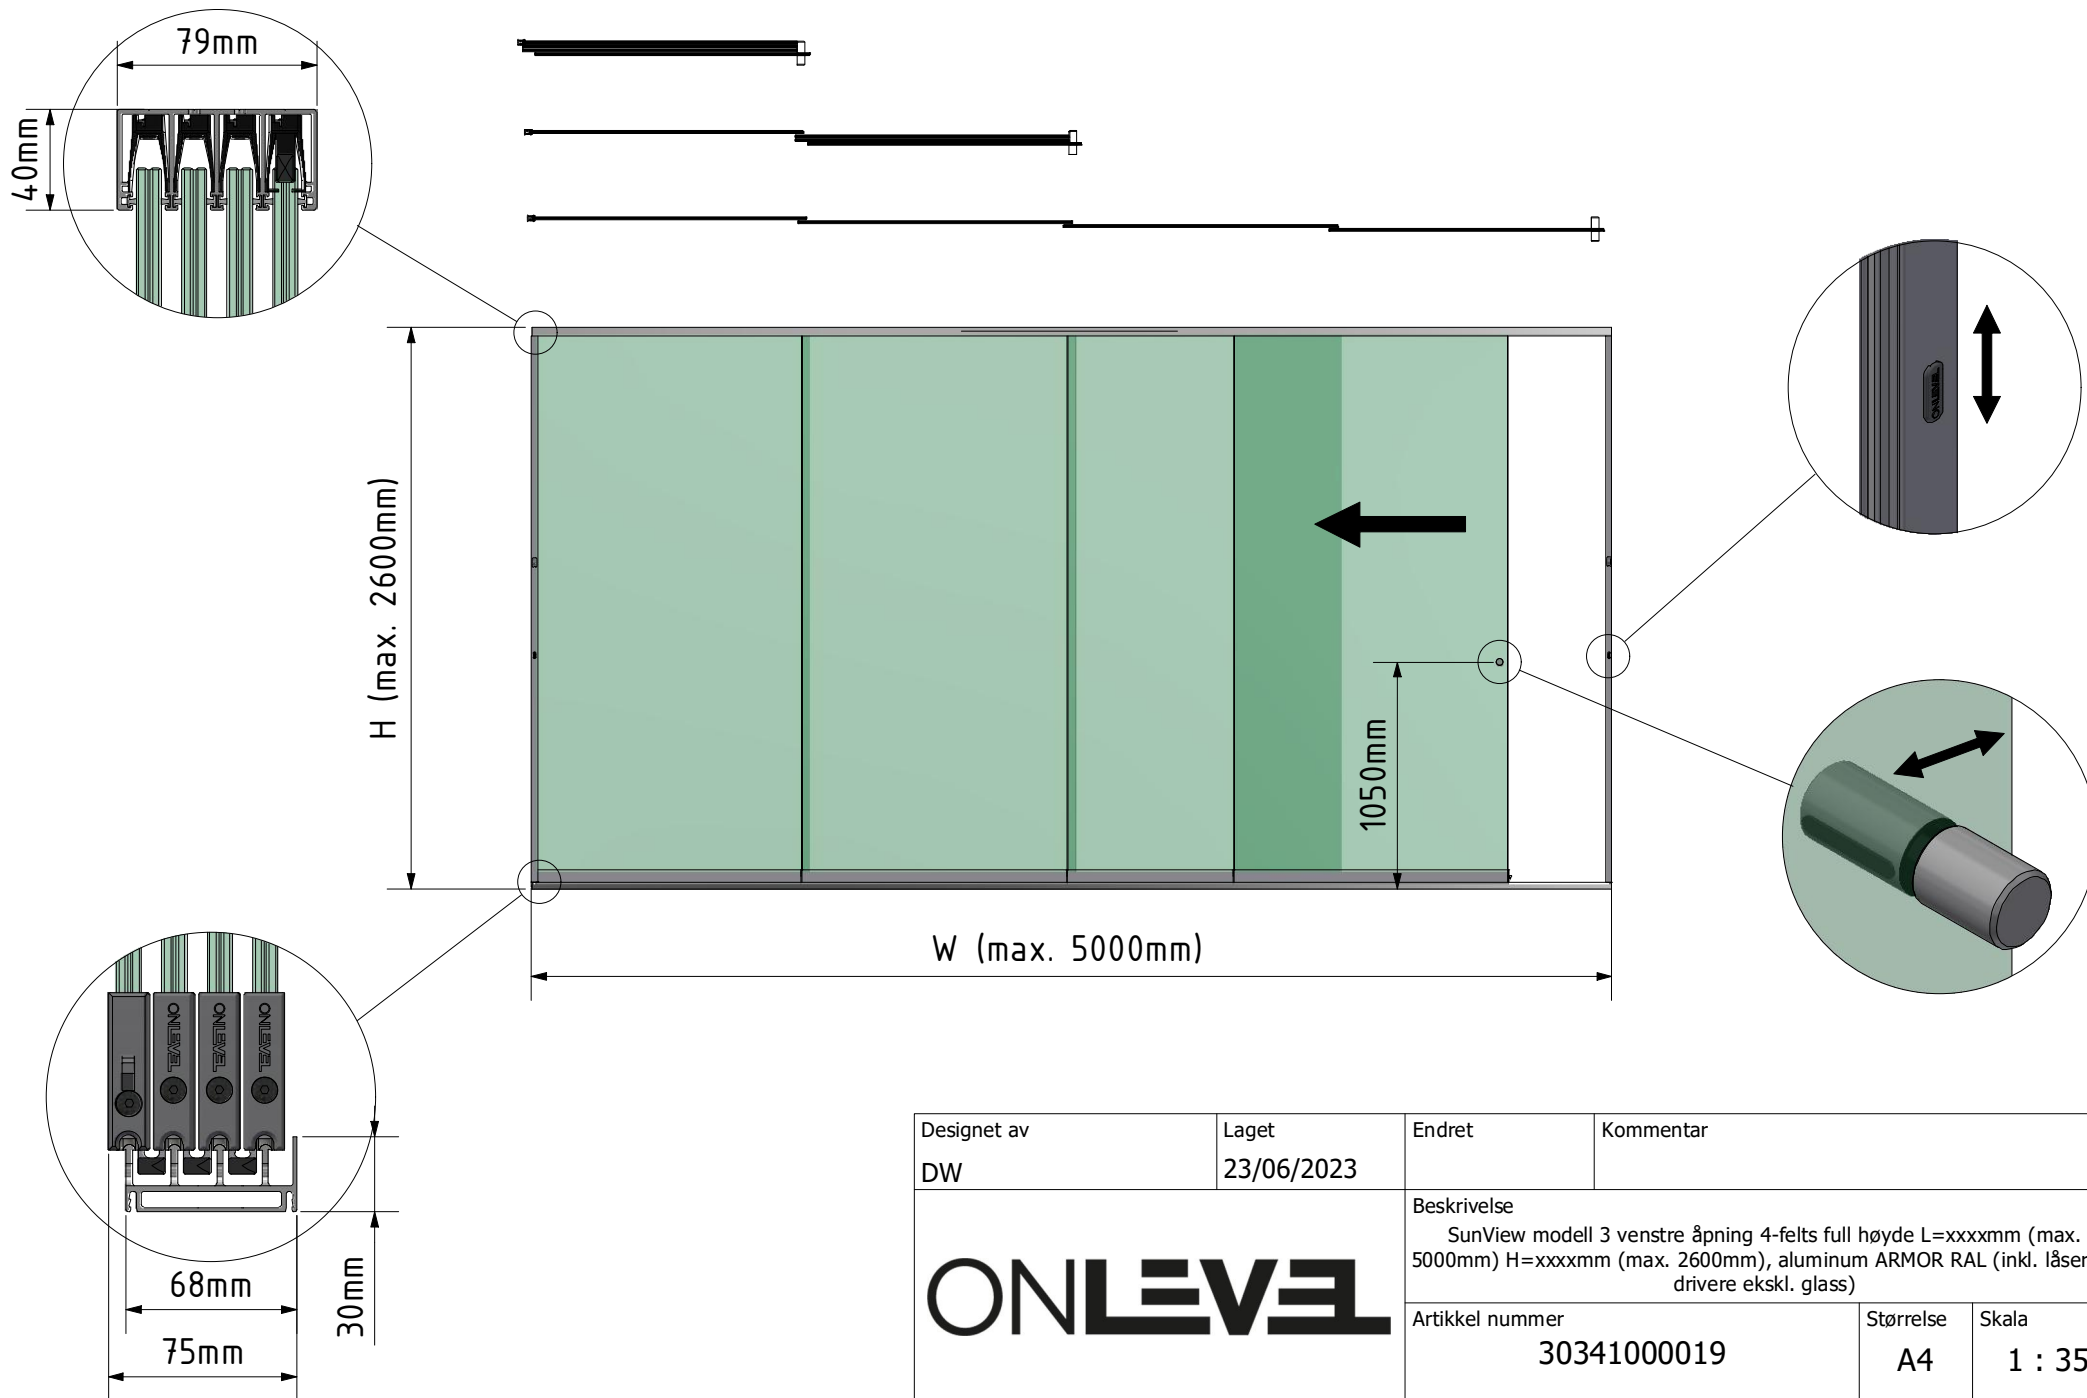 79mm
40mm
H (max. 2600mm)
1050mm
W (max. 5000mm)
ONLEVEL
ONLEVEL
ONLEVEL
ONLEVEL
68mm
75mm
30mm
Designet av
DW
Laget
23/06/2023
Endret
Kommentar
ONLEVEL
Beskrivelse
SunView modell 3 venstre åpning 4-felts full høyde L=xxxxmm (max.
5000mm) H=xxxxmm (max. 2600mm), aluminum ARMOR RAL (inkl. låser
drivere ekskl. glass)
Artikkel nummer
30341000019
Størrelse
A4
Skala
1 : 35